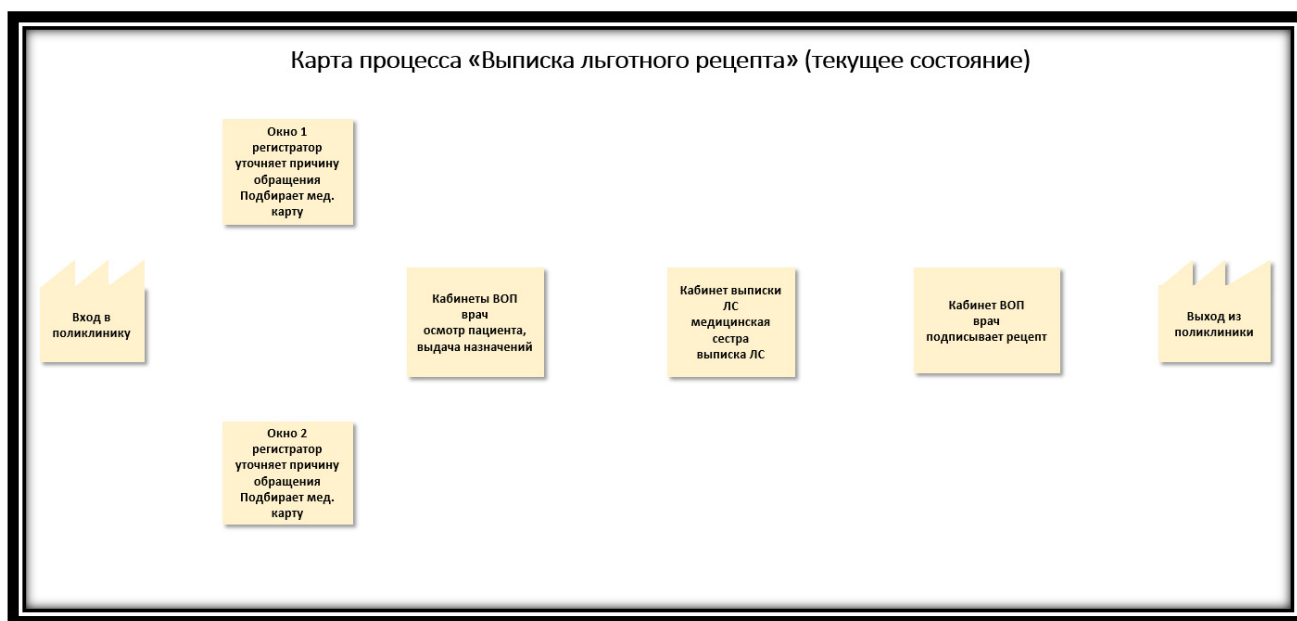 Карта процесса «Выписка льготного рецепта» (текущее состояние)
Окно 1
регистратор
уточняет причину
обращения
Подбирает мед.
карту
Вход в
поликлинику
Кабинеты ВОП
врач
осмотр пациента,
выдача назначений
Кабинет выписки
ЛС
медицинская
сестра
выписка ЛС
Кабинет ВОП
врач
подписывает рецепт
Выход из
поликлиники
Окно 2
регистратор
уточняет причину
обращения
Подбирает мед.
карту